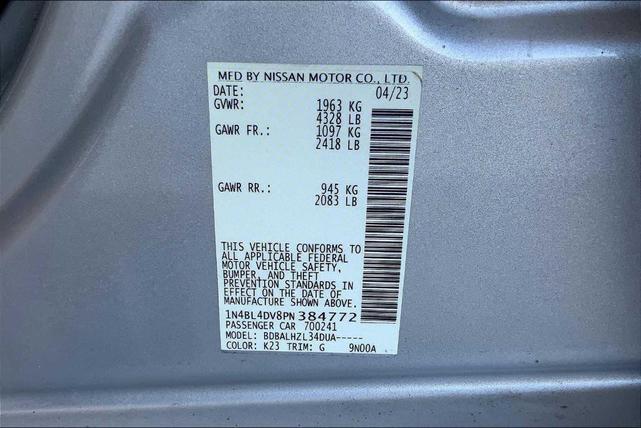 MFD BY NISSAN MOTOR CO., LTD.
DATE: 04/23
GVWR: 1963 KG
4328 LB
GAWR FR.: 1097 KG
2418 LB
GAWR RR.: 945 KG
2083 LB
THIS VEHICLE CONFORMS TO
ALL APPLICABLE FEDERAL
MOTOR VEHICLE SAFETY,
BUMPER, AND THEFT
PREVENTION STANDARDS IN
EFFECT ON THE DATE OF
MANUFACTURE SHOWN ABOVE.
1N4BL4DV8PN384772
PASSENGER CAR 700241
MODEL: BDBALHZL34DUA-----
COLOR: K23 TRIM: G 9N00A